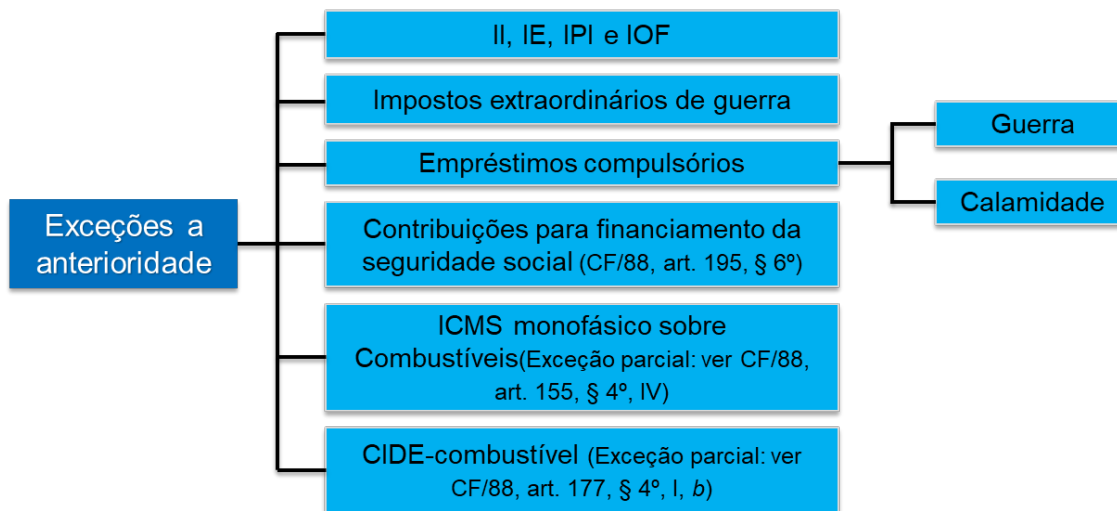 Exceções a
anterioridade
II, IE, IPI e IOF
Impostos extraordinários de guerra
Empréstimos compulsórios
Guerra
Calamidade
Contribuições para financiamento da
seguridade social (CF/88, art. 195, § 6º)
ICMS monofásico sobre
Combustíveis(Exceção parcial: ver CF/88,
art. 155, § 4º, IV)
CIDE-combustível (Exceção parcial: ver
CF/88, art. 177, § 4º, I, b)